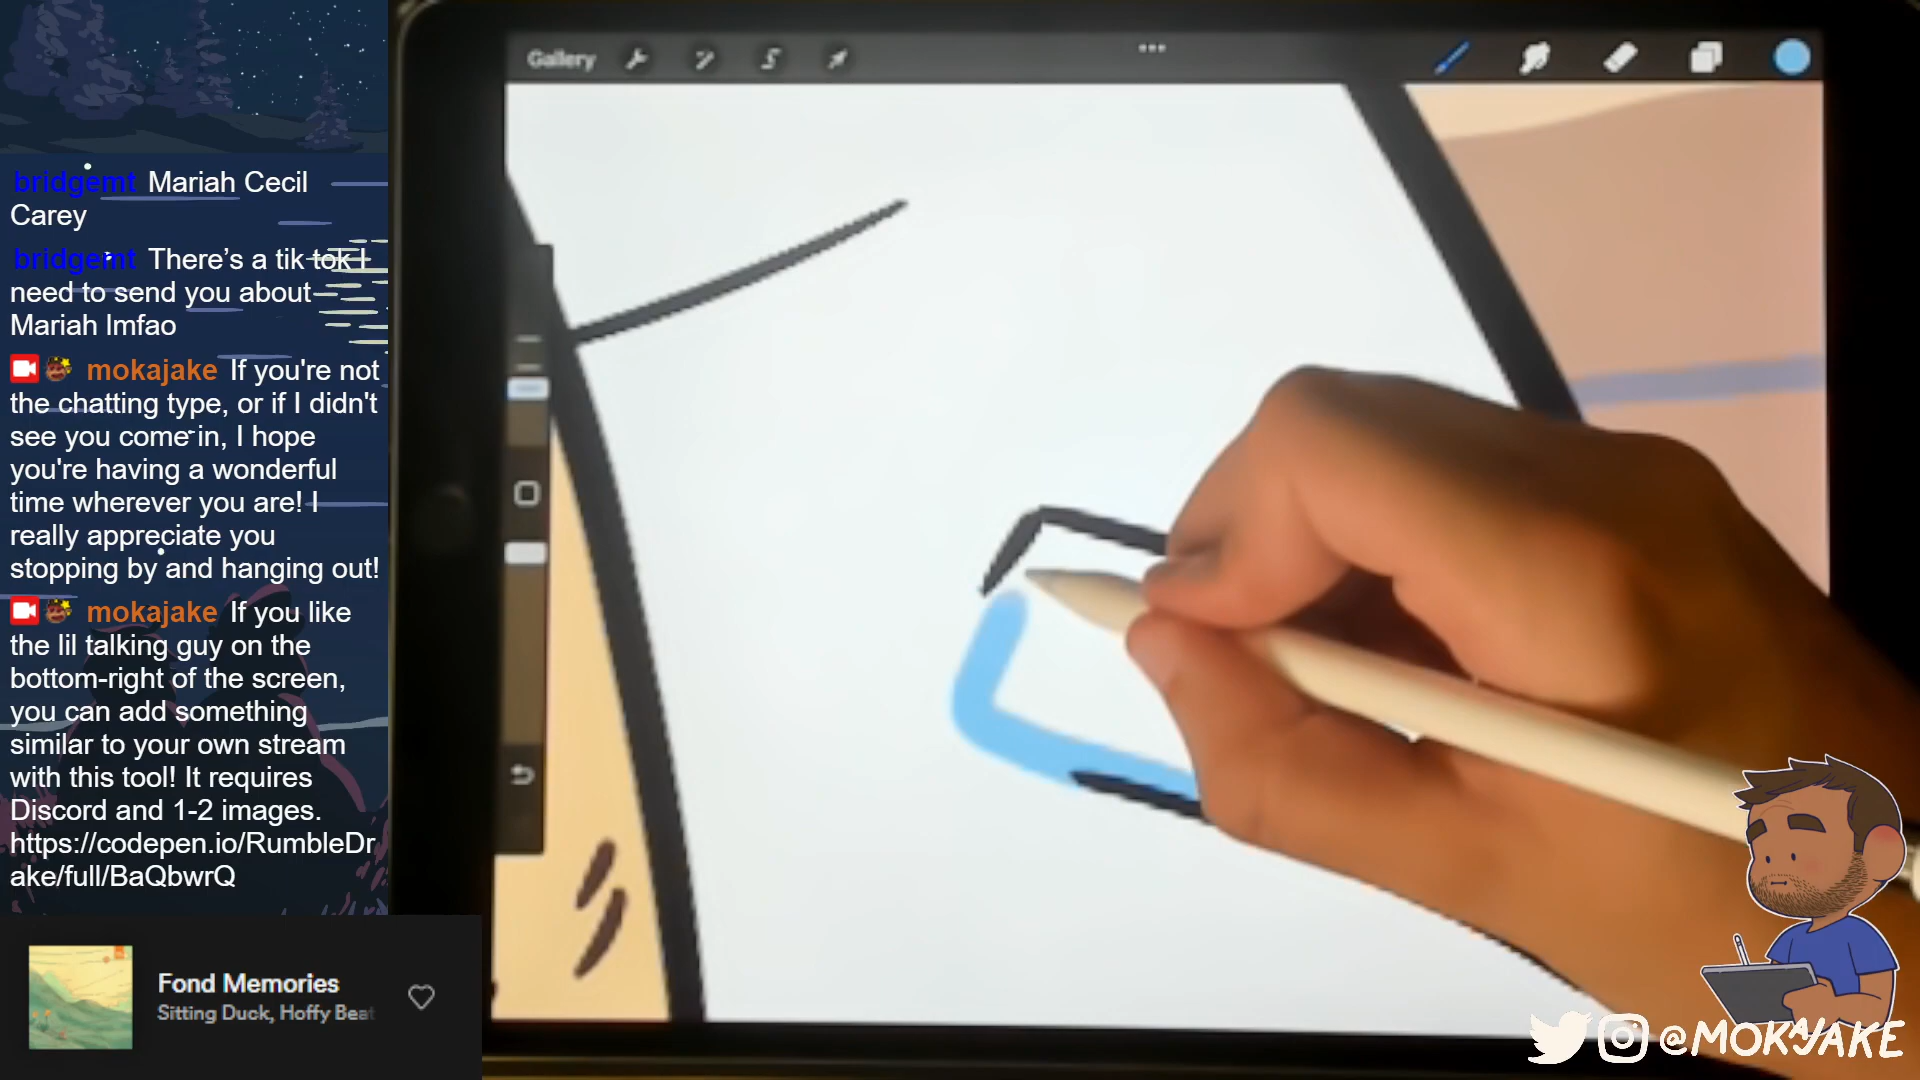 Gallery
bridgemt Mariah Cecil
Carey
bridgemt There's a tik tok I
need to send you about
Mariah lmfao
mokajake If you're not
the chatting type, or if I didn't
see you come in, I hope
you're having a wonderful
time wherever you are! I
really appreciate you
stopping by and hanging out!
mokajake If you like
the lil talking guy on the
bottom-right of the screen,
you can add something
similar to your own stream
with this tool! It requires
Discord and 1-2 images.
https://codepen.io/RumbleDr
ake/full/BaQbwrQ
Fond Memories
Sitting Duck, Hoffy Beat
@MOKAJAKE